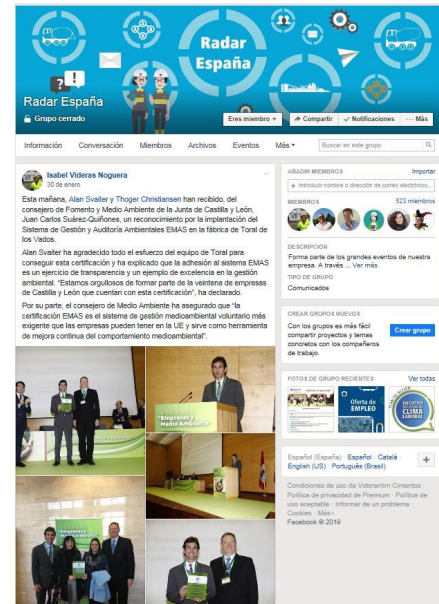 Radar
España
?
!
Radar España
Grupo cerrado
Eres miembro
Compartir
Notificaciones
··· Más
Información
Conversación
Miembros
Archivos
Eventos
Más
Buscar en este grupo
Isabel Videras Noguera
30 de enero
Esta mañana, Alan Svaiter y Thoger Christiansen han recibido, del
consejero de Fomento y Medio Ambiente de la Junta de Castilla y León,
Juan Carlos Suárez-Quiñones, un reconocimiento por la implantación del
Sistema de Gestión y Auditoría Ambientales EMAS en la fábrica de Toral de
los Vados.
Alan Svaiter ha agradecido todo el esfuerzo del equipo de Toral para
conseguir esta certificación y ha explicado que la adhesión al sistema EMAS
es un ejercicio de transparencia y un ejemplo de excelencia en la gestión
ambiental. "Estamos orgullosos de formar parte de la veintena de empresas
de Castilla y León que cuentan con esta certificación", ha declarado.
Por su parte, el consejero de Medio Ambiente ha asegurado que "la
certificación EMAS es el sistema de gestión medioambiental voluntario más
exigente que las empresas pueden tener en la UE y sirve como herramienta
de mejora continua del comportamiento medioambiental".
"Empresas y
Medio Ambiente"
"Empresas
AÑADIR MIEMBROS
Importar
+ Introducir nombre o dirección de correo electrónico...
MIEMBROS
523 miembros
DESCRIPCIÓN
Forma parte de los grandes eventos de nuestra
empresa. A través ... Ver más
TIPO DE GRUPO
Comunicados
CREAR GRUPOS NUEVOS
Con los grupos es más fácil
compartir proyectos y temas
concretos con los compañeros
de trabajo.
Crear grupo
FOTOS DE GRUPO RECIENTES
Ver todas
Oferta de
EMPLEO
CLIMA
LABORAL
Español (España) · Español · Català ·
English (US) · Português (Brasil)
+
Condiciones de uso de Votorantim Cimentos ·
Política de privacidad de Premium · Política de
uso aceptable · Informar de un problema ·
Cookies · Más
Facebook © 2019